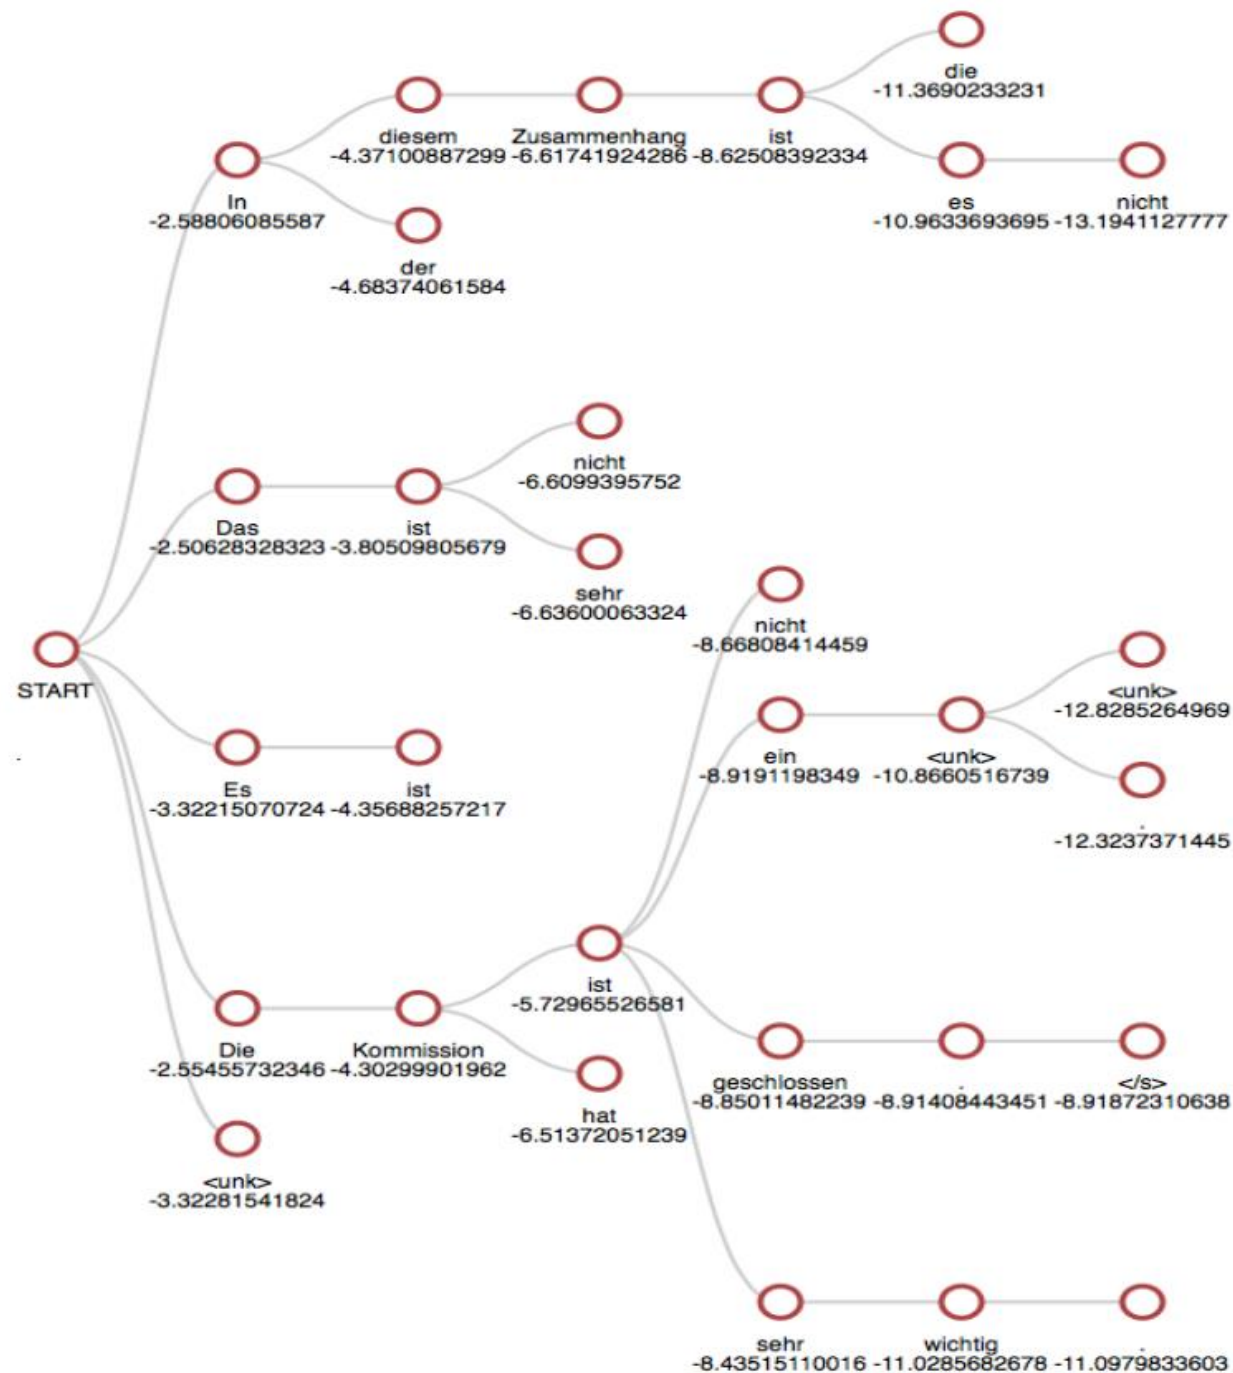 die
-11.3690233231
diesem Zusammenhang ist
-4.37100887299 -6.61741924286 -8.62508392334
In es nicht
-2.58806085587 -10.9633693695 -13.1941127777
der
-4.68374061584
nicht
-6.6099395752
Das ist
-2.50628328323 -3.80509805679
sehr
-6.63600063324
nicht
-8.66808414459
START
<unk>
-12.8285264969
ein <unk>
-8.9191198349 -10.8660516739
.
Es ist
-3.32215070724 -4.35688257217
.
-12.3237371445
ist
-5.72965526581
Die Kommission
-2.55455732346 -4.30299901962
geschlossen . </s>
-8.85011482239 -8.91408443451 -8.91872310638
hat
-6.51372051239
<unk>
-3.32281541824
sehr wichtig .
-8.43515110016 -11.0285682678 -11.0979833603